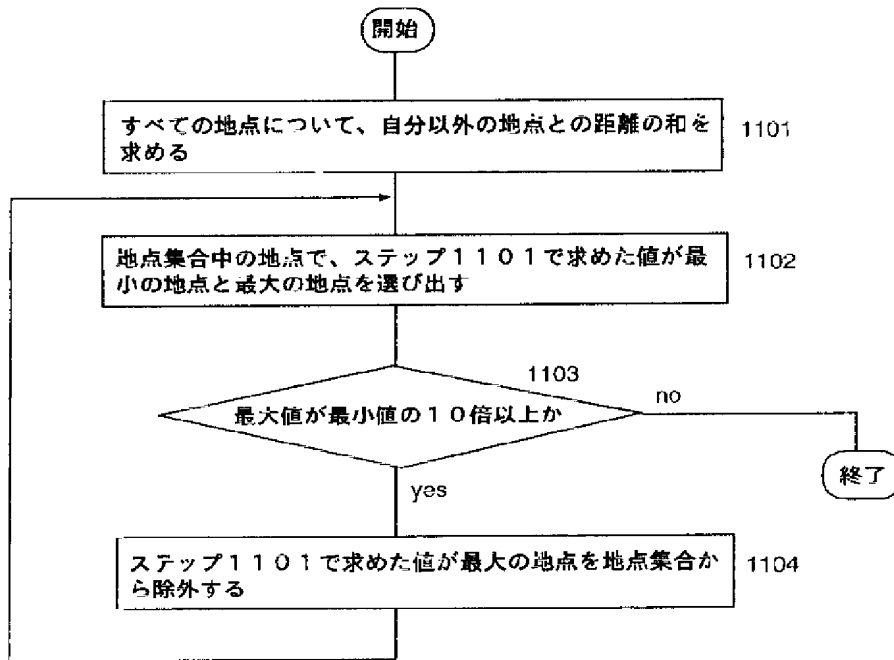 開始
すべての地点について、自分以外の地点との距離の和を
求める
1101
地点集合中の地点で、ステップ１１０１で求めた値が最
小の地点と最大の地点を選び出す
1102
1103
最大値が最小値の１０倍以上か
no
終了
yes
ステップ１１０１で求めた値が最大の地点を地点集合か
ら除外する
1104